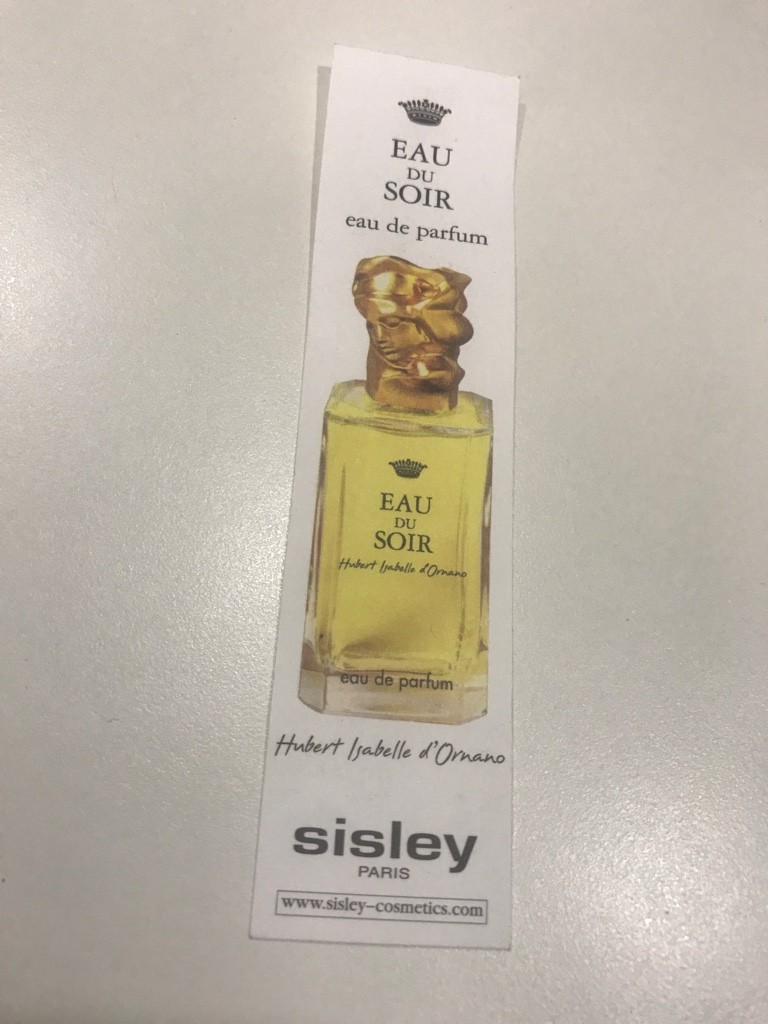 EAU
DU
SOIR
eau de parfum
EAU
DU
SOIR
Hubert Isabelle d'Ornano
eau de parfum
Hubert Isabelle d'Ornano
sisley
PARIS
www.sisley-cosmetics.com